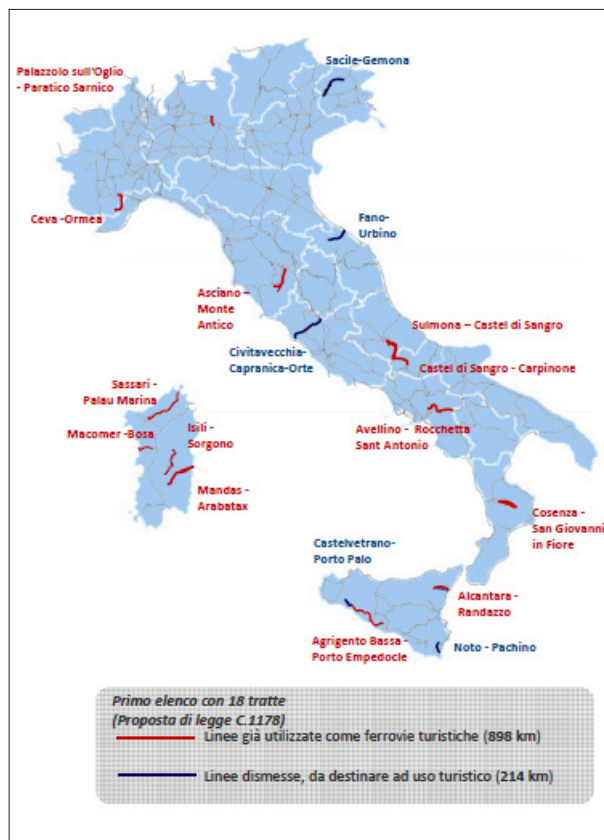 Sacile-Gemona
Palazzolo sull'Oglio
- Paratico Sarnico
Ceva -Ormea
Fano-
Urbino
Asciano –
Monte
Antico
Sulmona – Castel di Sangro
Civitavecchia-
Capranica-Orte
Castel di Sangro - Carpinone
Sassari -
Palau Marina
Isili -
Sorgono
Macomer -Bosa
Avellino - Rocchetta
Sant Antonio
Mandas -
Arabatax
Cosenza -
San Giovanni
in Fiore
Castelvetrano-
Porto Palo
Alcantara -
Randazzo
Agrigento Bassa -
Porto Empedocle
Noto - Pachino
Primo elenco con 18 tratte
(Proposta di legge C.1178)
Linee già utilizzate come ferrovie turistiche (898 km)
Linee dismesse, da destinare ad uso turistico (214 km)